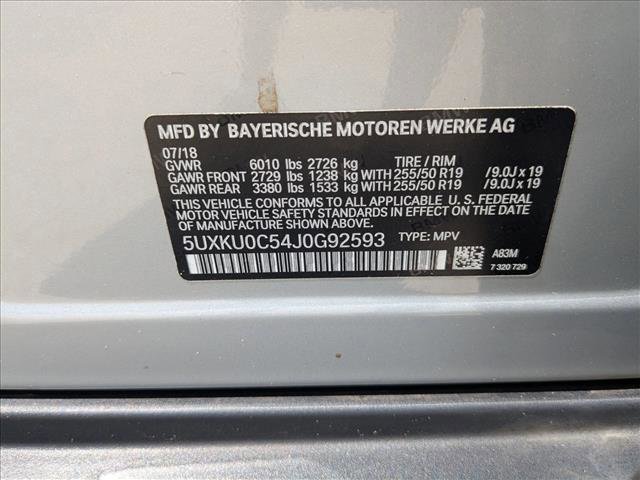 MFD BY BAYERISCHE MOTOREN WERKE AG
07/18
GVWR 6010 lbs 2726 kg TIRE / RIM
GAWR FRONT 2729 lbs 1238 kg WITH 255/50 R19 /9.0J x 19
GAWR REAR 3380 lbs 1533 kg WITH 255/50 R19 /9.0J x 19
THIS VEHICLE CONFORMS TO ALL APPLICABLE U. S. FEDERAL
MOTOR VEHICLE SAFETY STANDARDS IN EFFECT ON THE DATE
OF MANUFACTURE SHOWN ABOVE.
5UXKU0C54J0G92593 TYPE: MPV
A83M
7 320 729